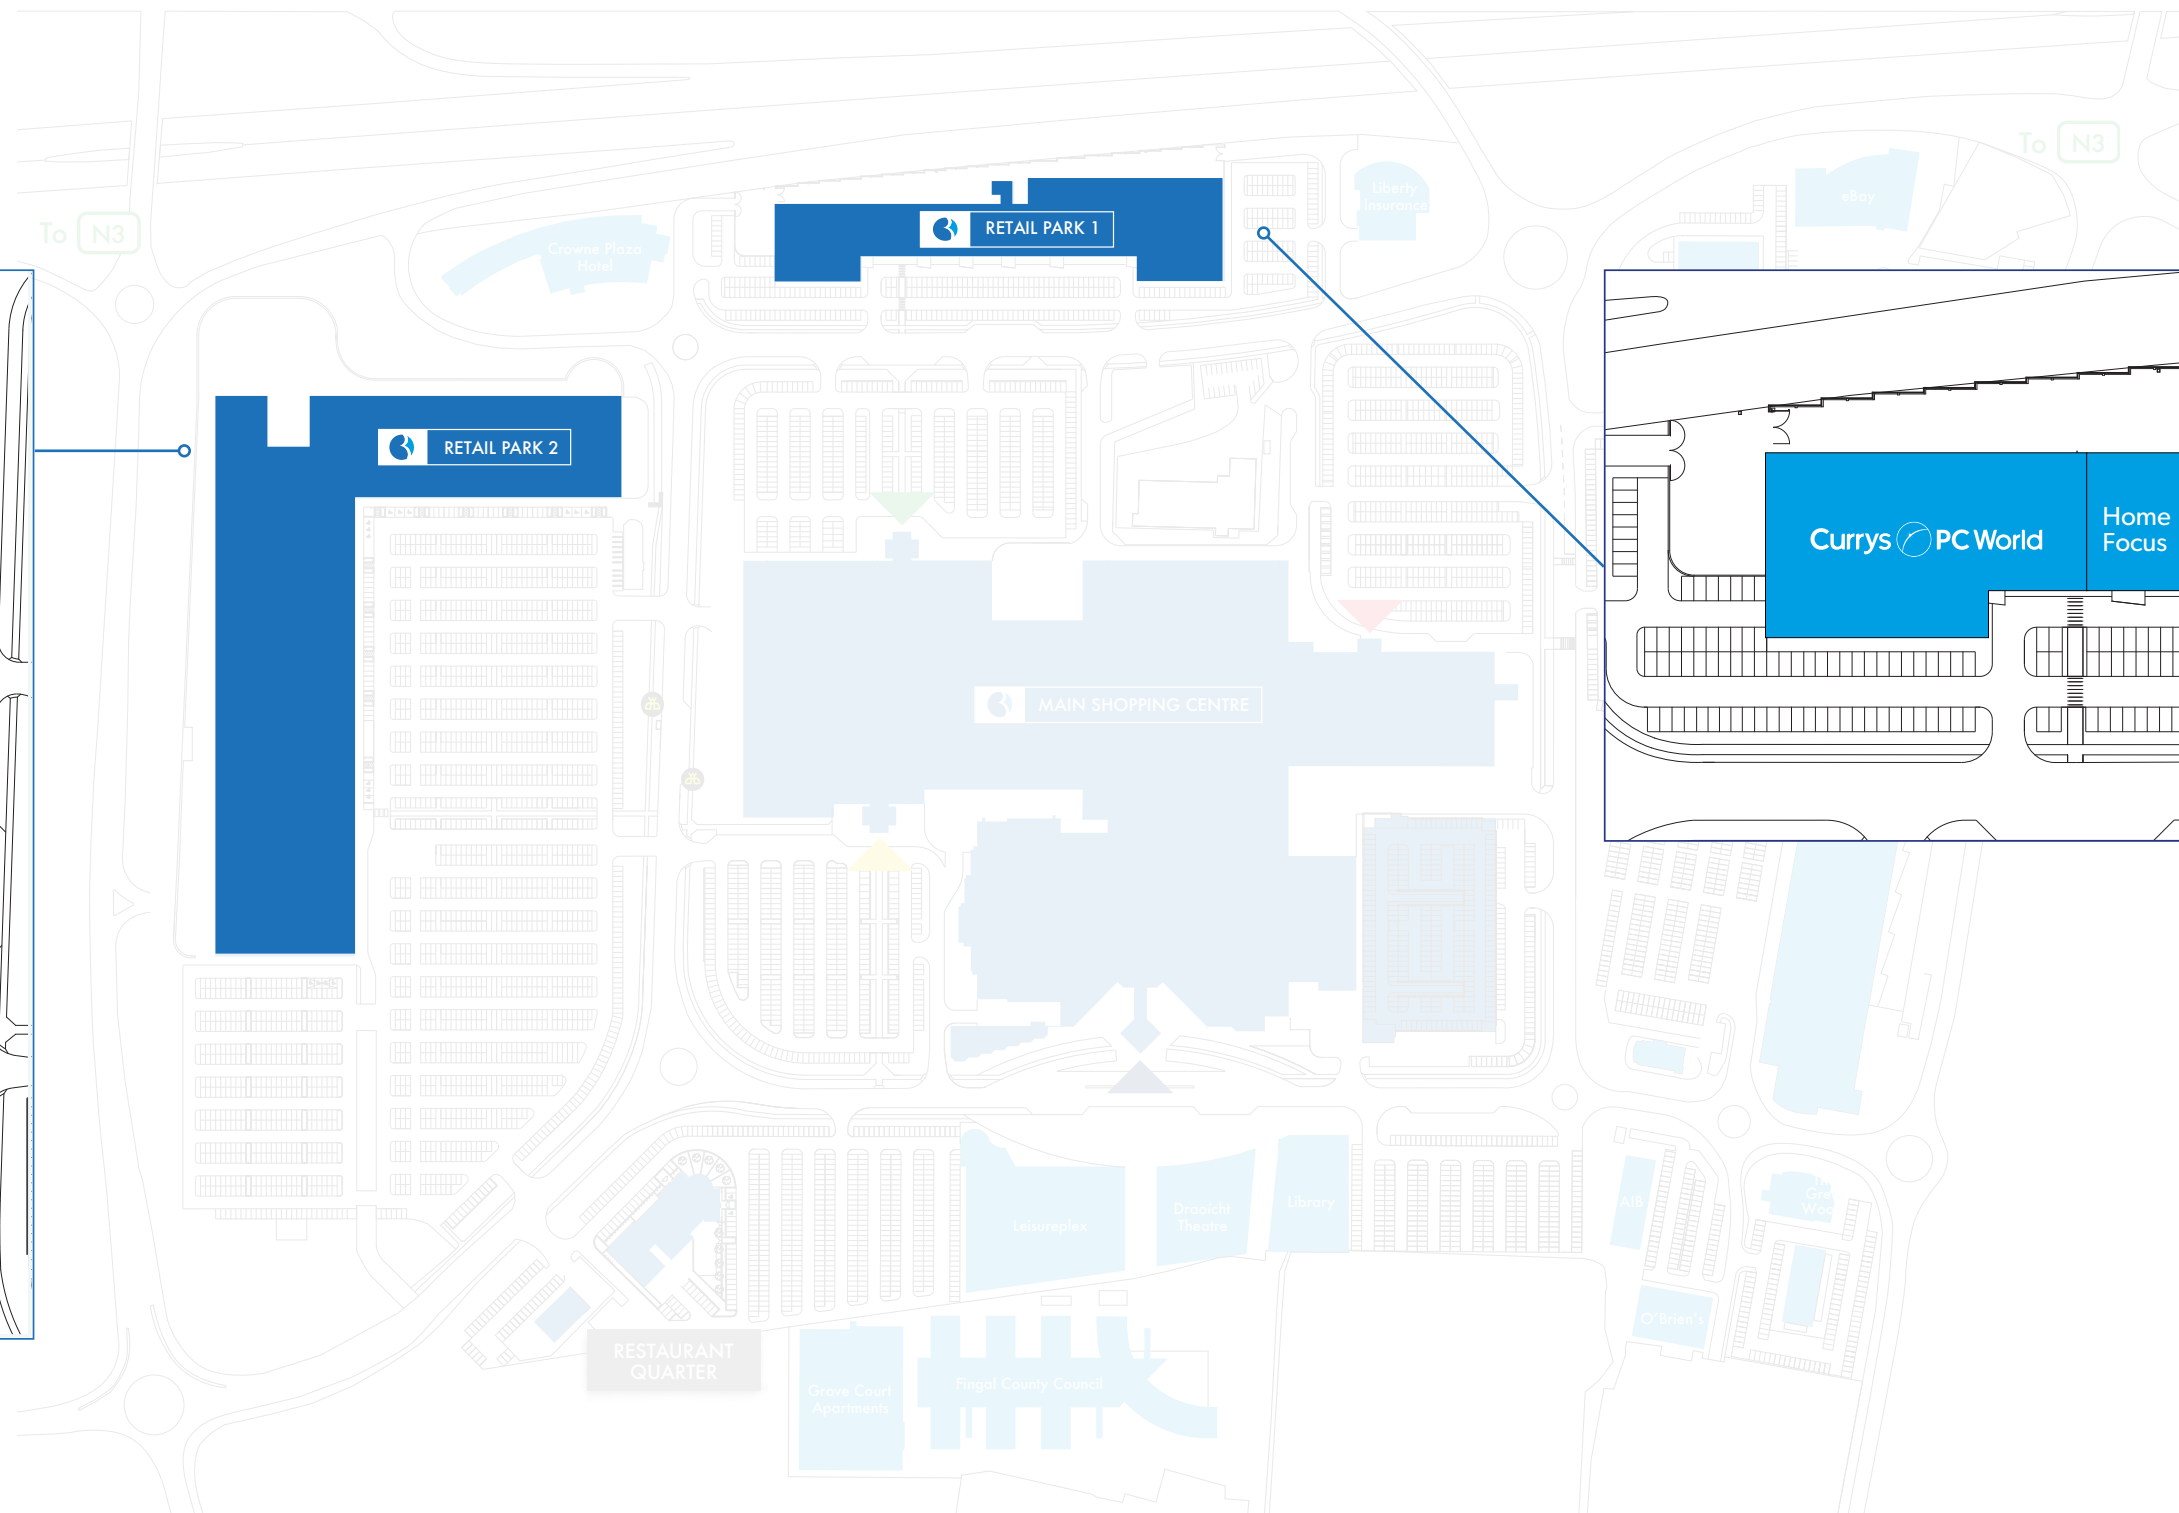 To N3
To N3
Liberty
Insurance
eBay
Crowne Plaza
Hotel
RETAIL PARK 1
RETAIL PARK 2
Currys PC World
Home
Focus
MAIN SHOPPING CENTRE
Leisureplex
Draoicht
Theatre
Library
AIB
O'Brien's
RESTAURANT
QUARTER
Grove Court
Apartments
Fingal County Council